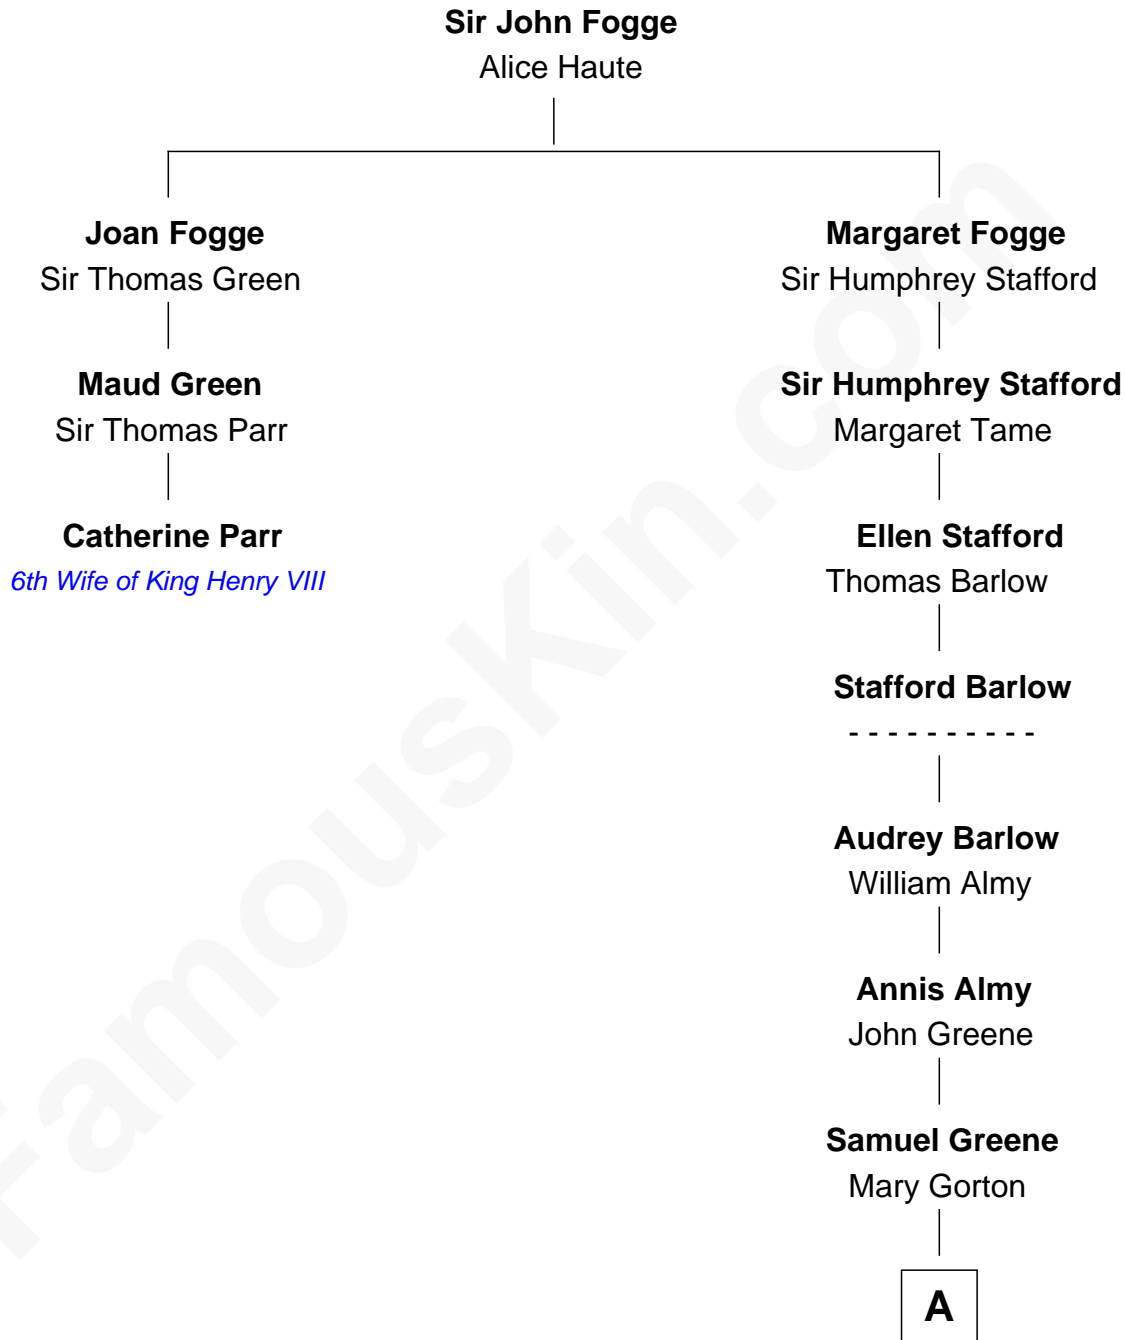 Sir John Fogge
Alice Haute
Joan Fogge
Sir Thomas Green
Maud Green
Sir Thomas Parr
Catherine Parr
6th Wife of King Henry VIII
Margaret Fogge
Sir Humphrey Stafford
Sir Humphrey Stafford
Margaret Tame
Ellen Stafford
Thomas Barlow
Stafford Barlow
- - - - - - - - - -
Audrey Barlow
William Almy
Annis Almy
John Greene
Samuel Greene
Mary Gorton
A
FamousKin.com